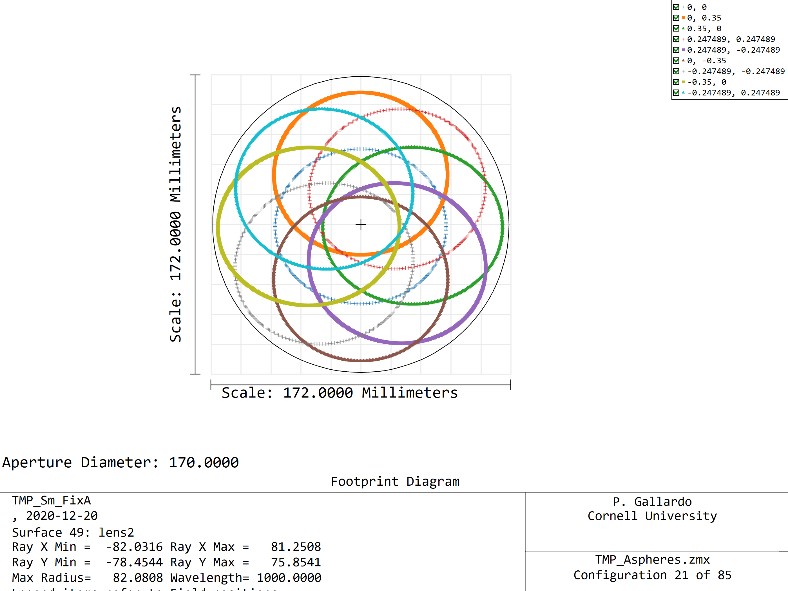 0, 0
0, 0.35
0.35, 0
0.247489, 0.247489
0.247489, -0.247489
0, -0.35
-0.247489, -0.247489
-0.35, 0
-0.247489, 0.247489
Scale: 172.0000 Millimeters
Scale: 172.0000 Millimeters
Aperture Diameter: 170.0000
Footprint Diagram
TMP_Sm_FixA
, 2020-12-20
Surface 49: lens2
Ray X Min = -82.0316 Ray X Max = 81.2508
Ray Y Min = -78.4544 Ray Y Max = 75.8541
Max Radius= 82.0808 Wavelength= 1000.0000
P. Gallardo
Cornell University
TMP_Aspheres.zmx
Configuration 21 of 85